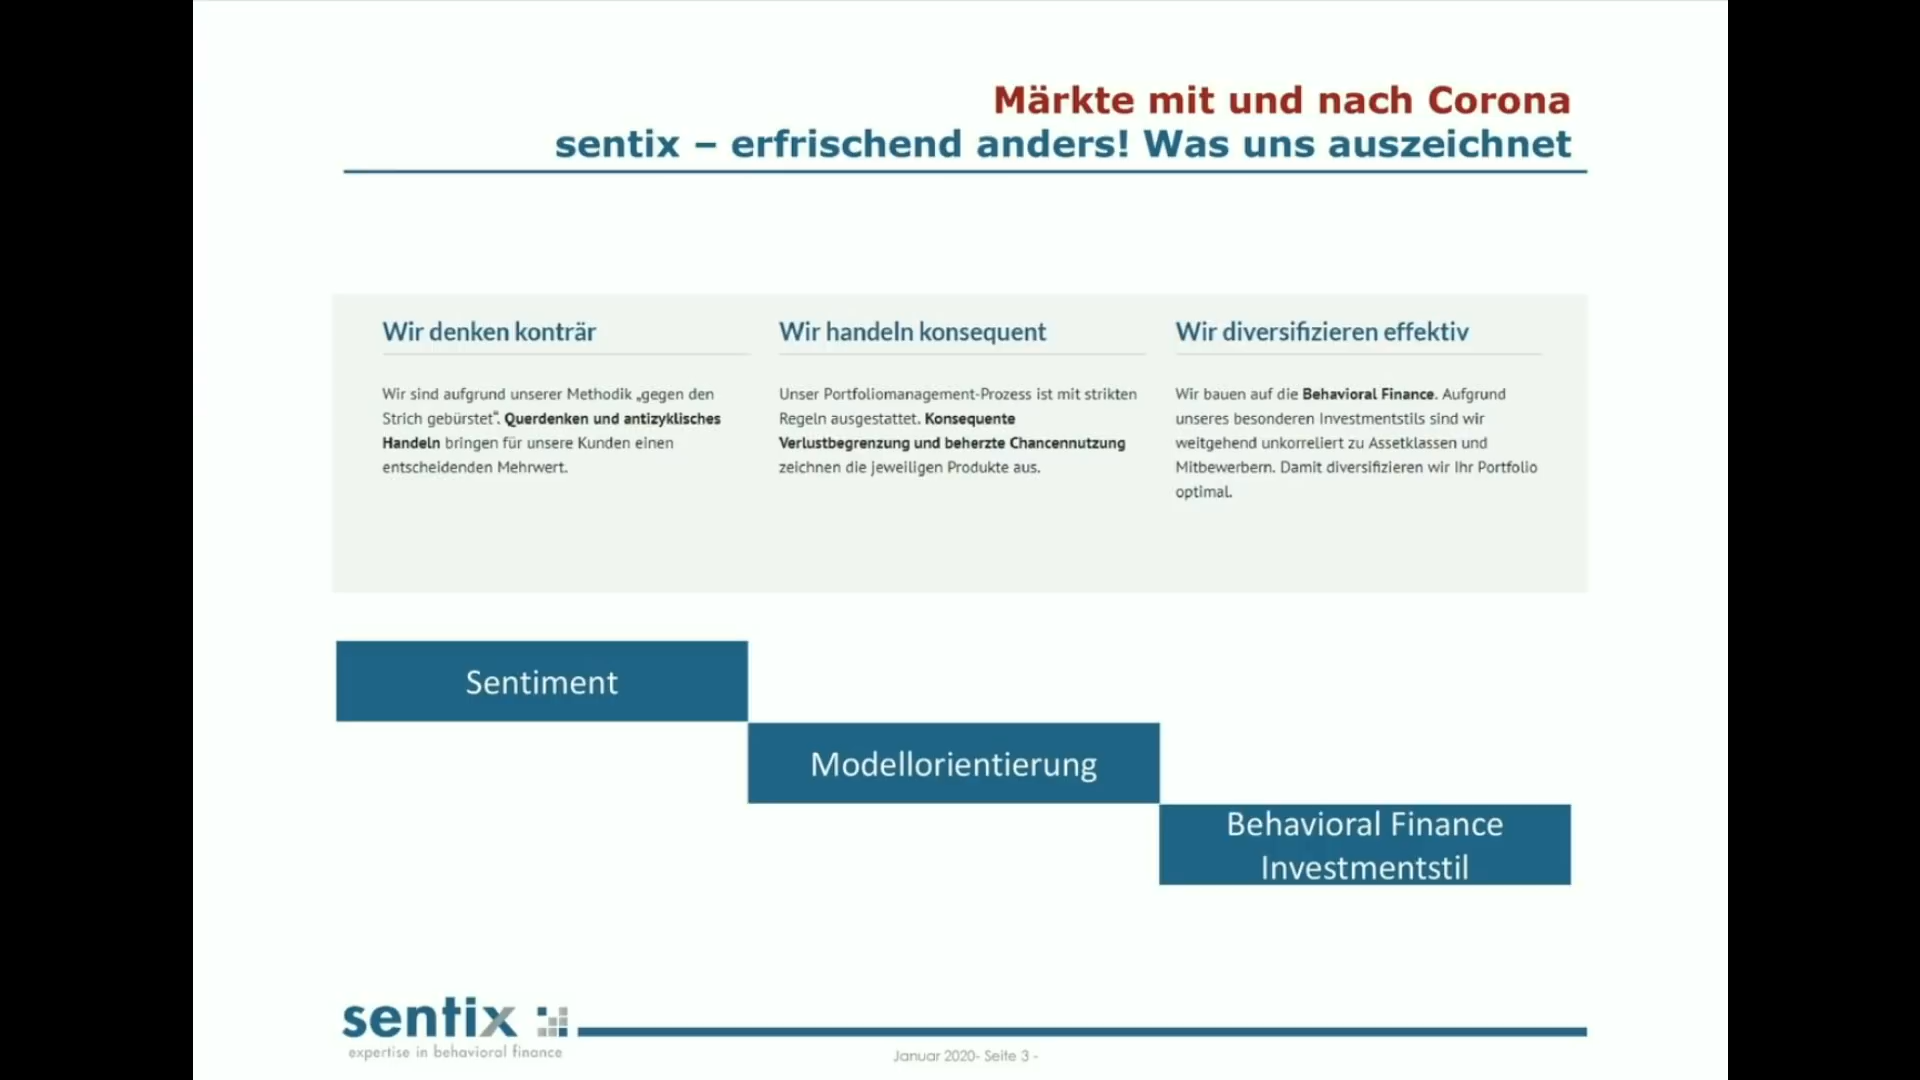 Märkte mit und nach Corona
sentix – erfrischend anders! Was uns auszeichnet
Wir denken konträr
Wir sind aufgrund unserer Methodik „gegen den
Strich gebürstet“. Querdenken und antizyklisches
Handeln bringen für unsere Kunden einen
entscheidenden Mehrwert.
Wir handeln konsequent
Unser Portfoliomanagement-Prozess ist mit strikten
Regeln ausgestattet. Konsequente
Verlustbegrenzung und beherzte Chancennutzung
zeichnen die jeweiligen Produkte aus.
Wir diversifizieren effektiv
Wir bauen auf die Behavioral Finance. Aufgrund
unseres besonderen Investmentstils sind wir
weitgehend unkorreliert zu Assetklassen und
Mitbewerbern. Damit diversifizieren wir Ihr Portfolio
optimal.
Sentiment
Modellorientierung
Behavioral Finance
Investmentstil
sentix
expertise in behavioral finance
Januar 2020- Seite 3 -